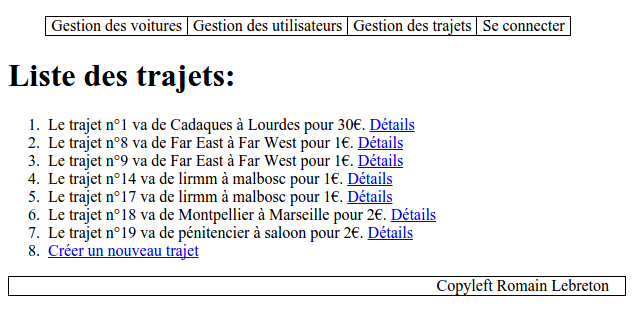 Gestion des voitures Gestion des utilisateurs Gestion des trajets Se connecter
Liste des trajets:
1. Le trajet n°1 va de Cadaques à Lourdes pour 30€. Détails
2. Le trajet n°8 va de Far East à Far West pour 1€. Détails
3. Le trajet n°9 va de Far East à Far West pour 1€. Détails
4. Le trajet n°14 va de lirmm à malbosc pour 1€. Détails
5. Le trajet n°17 va de lirmm à malbosc pour 1€. Détails
6. Le trajet n°18 va de Montpellier à Marseille pour 2€. Détails
7. Le trajet n°19 va de pénitencier à saloon pour 2€. Détails
8. Créer un nouveau trajet
Copyleft Romain Lebreton